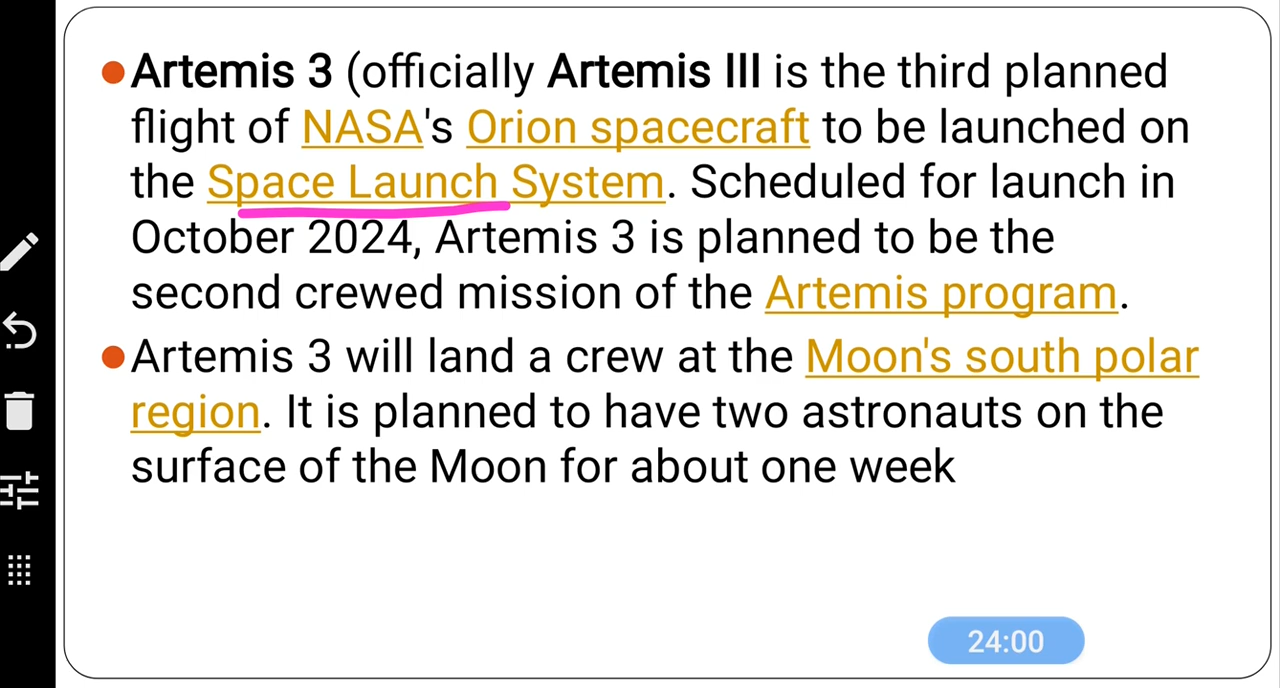 ●Artemis 3 (officially Artemis III is the third planned
flight of NASA's Orion spacecraft to be launched on
the Space Launch System. Scheduled for launch in
October 2024, Artemis 3 is planned to be the
second crewed mission of the Artemis program.
●Artemis 3 will land a crew at the Moon's south polar
region. It is planned to have two astronauts on the
surface of the Moon for about one week
24:00